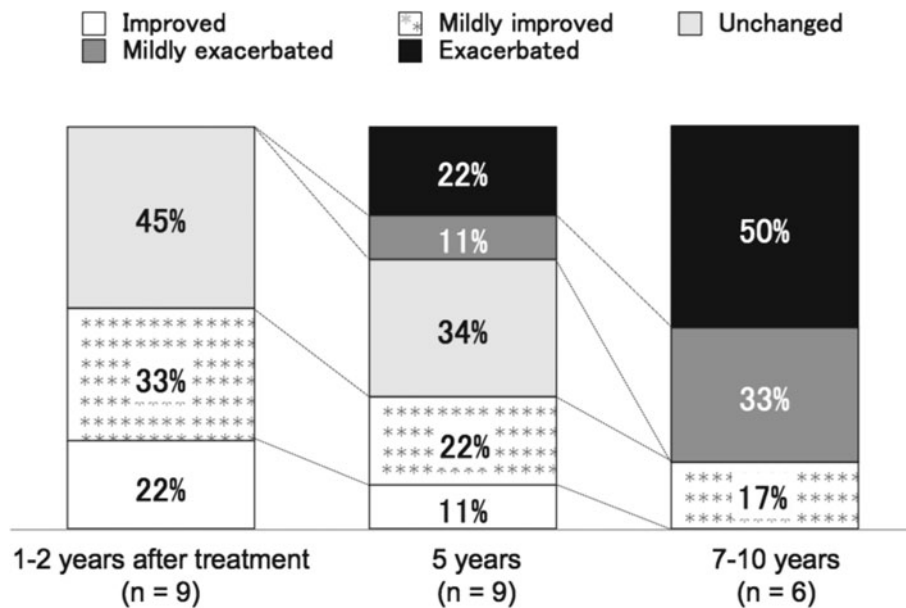 Improved Mildly improved Unchanged
Mildly exacerbated Exacerbated
45%
33%
22%
22%
11%
34%
22%
11%
50%
33%
17%
1-2 years after treatment
(n = 9)
5 years
(n = 9)
7-10 years
(n = 6)